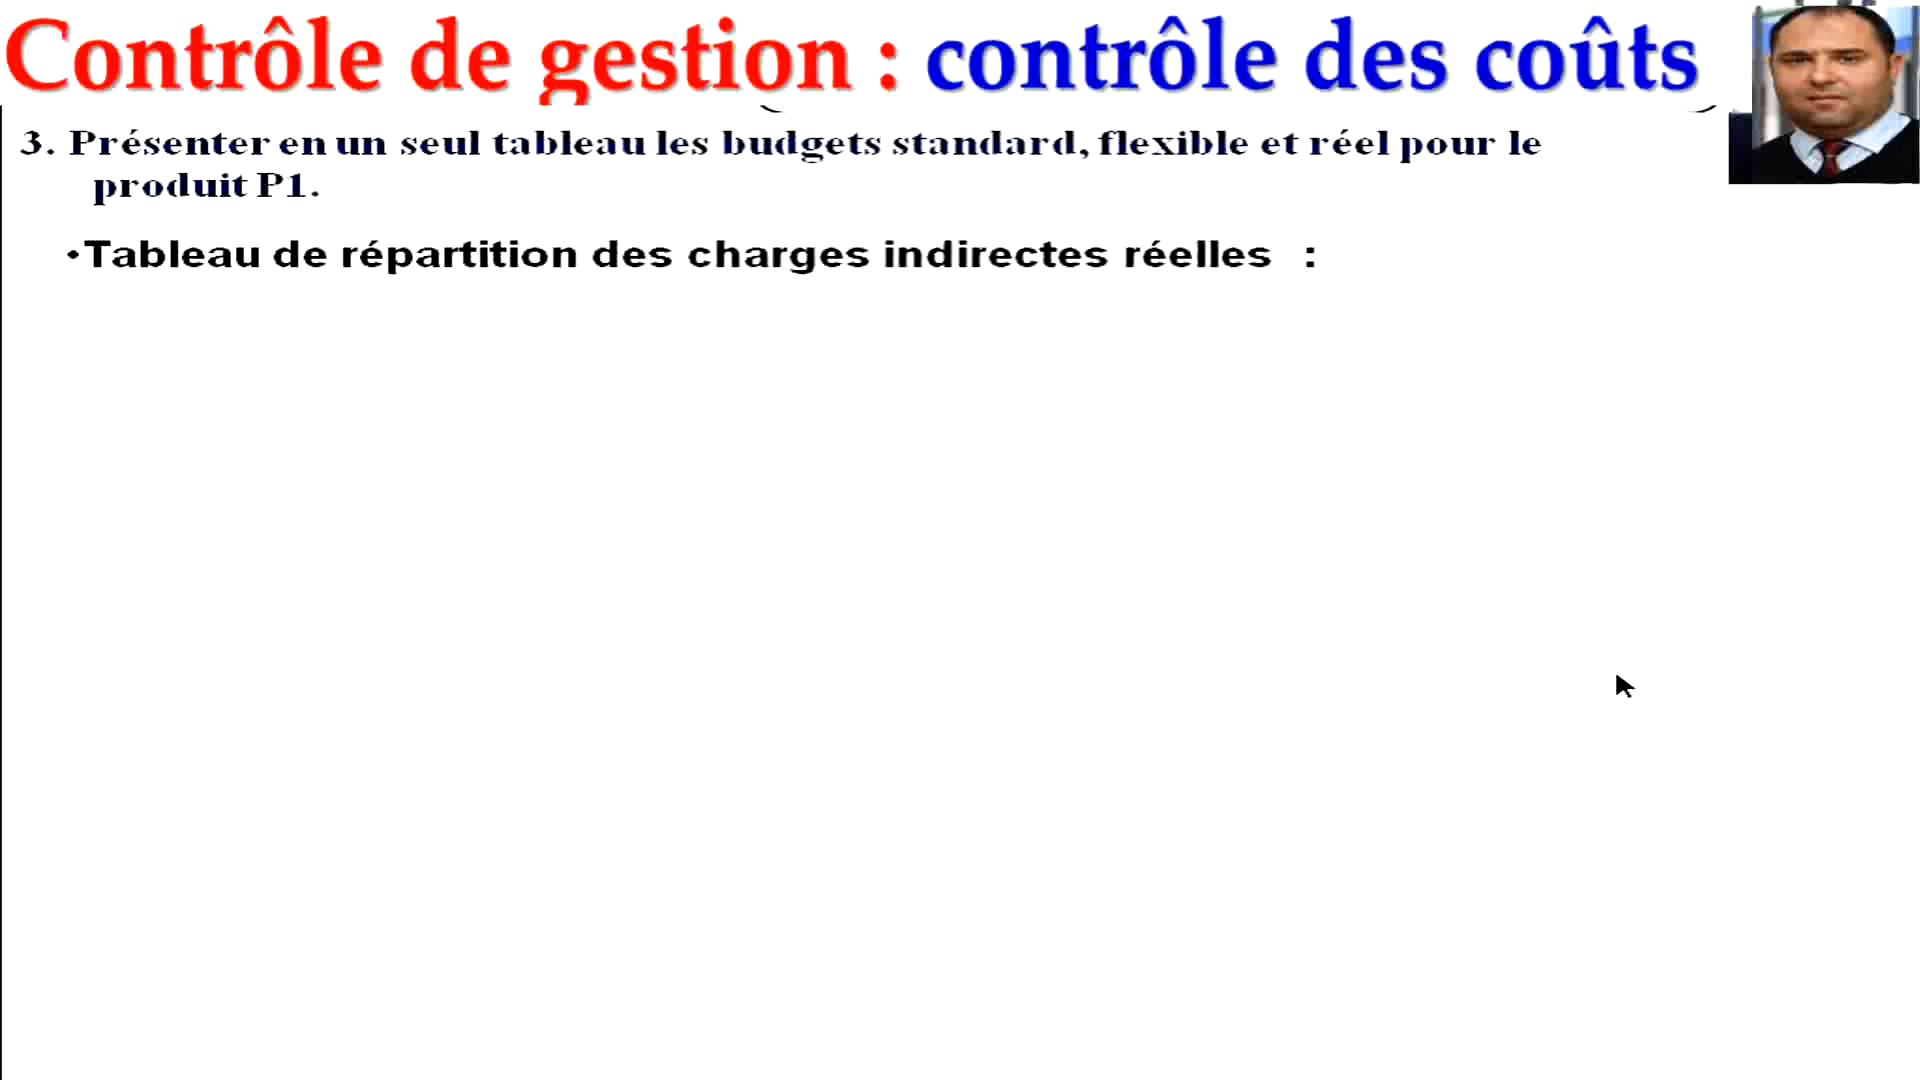 Contrôle de gestion : contrôle des coûts
3. Présenter en un seul tableau les budgets standard, flexible et réel pour le
produit P1.
•Tableau de répartition des charges indirectes réelles :